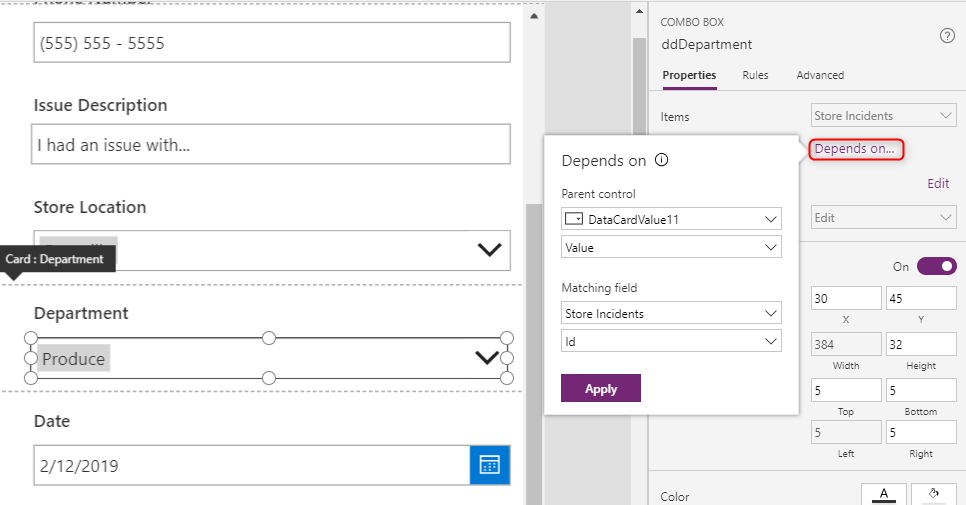 (555) 555 - 5555
Issue Description
I had an issue with...
Store Location
Card : Department
Department
Produce
Date
2/12/2019
Depends on
Parent control
DataCardValue11
Value
Matching field
Store Incidents
Id
Apply
COMBO BOX
ddDepartment
Properties Rules Advanced
Items Store Incidents
Depends on...
Edit
Edit
On
30 45
X Y
384 32
Width Height
5 5
Top Bottom
5 5
Left Right
Color A